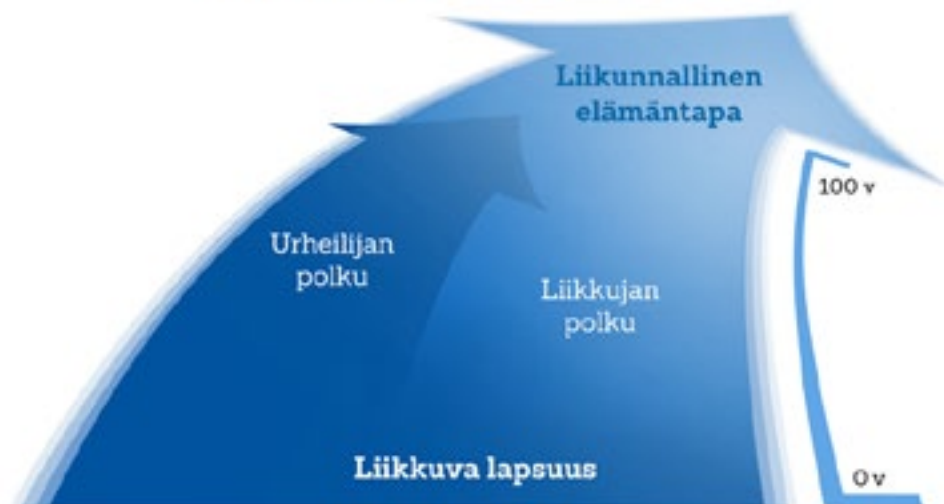 Liikunnallinen
elämäntapa
100 v
Urheilijan
polku
Liikkujan
polku
Liikkuva lapsuus
0 v